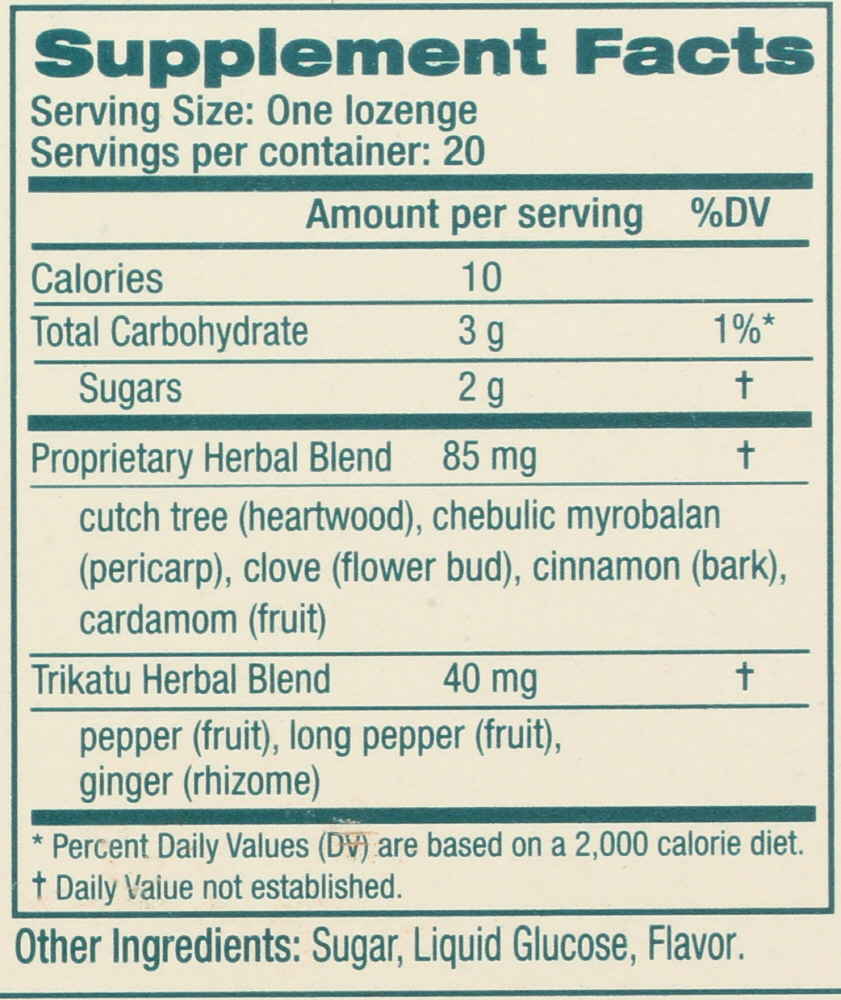 Supplement Facts
Serving Size: One lozenge
Servings per container: 20
Amount per serving %DV
Calories 10
Total Carbohydrate 3 g 1%*
Sugars 2 g †
Proprietary Herbal Blend 85 mg †
cutch tree (heartwood), chebulic myrobalan
(pericarp), clove (flower bud), cinnamon (bark),
cardamom (fruit)
Trikatu Herbal Blend 40 mg †
pepper (fruit), long pepper (fruit),
ginger (rhizome)
* Percent Daily Values (DV) are based on a 2,000 calorie diet.
† Daily Value not established.
Other Ingredients: Sugar, Liquid Glucose, Flavor.